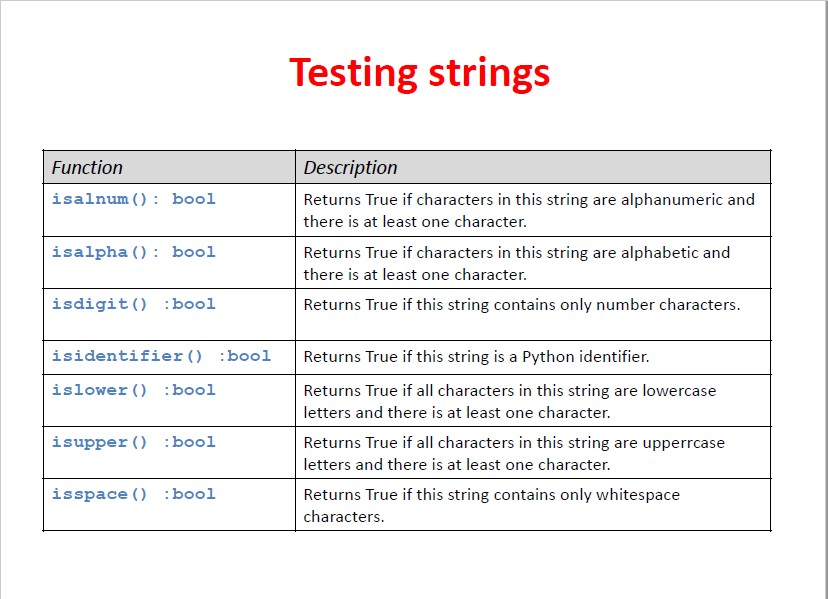 Testing strings
Function Description
isalnum(): bool Returns True if characters in this string are alphanumeric and
there is at least one character.
isalpha(): bool Returns True if characters in this string are alphabetic and
there is at least one character.
isdigit() :bool Returns True if this string contains only number characters.
isidentifier() :bool Returns True if this string is a Python identifier.
islower() :bool Returns True if all characters in this string are lowercase
letters and there is at least one character.
isupper() :bool Returns True if all characters in this string are upperrcase
letters and there is at least one character.
isspace() :bool Returns True if this string contains only whitespace
characters.